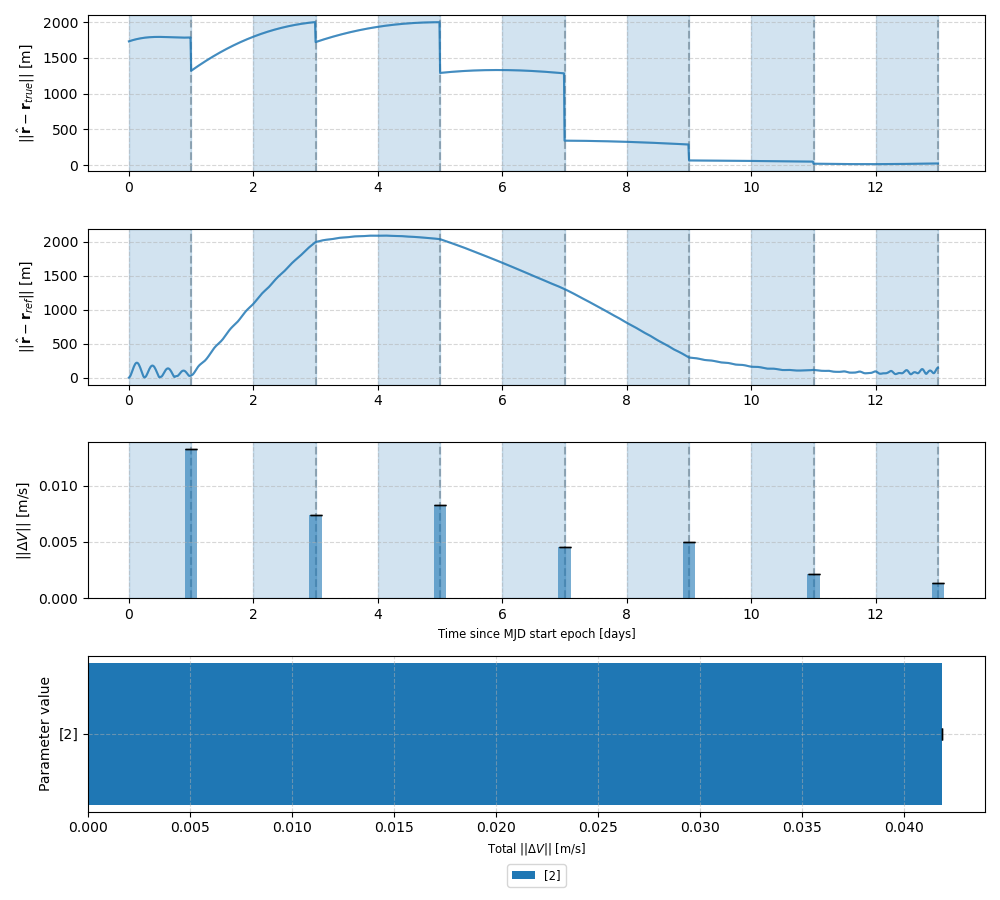 ||r̂ − r_true|| [m]
2000
1500
1000
500
0
0 2 4 6 8 10 12
||r̂ − r_ref|| [m]
2000
1500
1000
500
0
0 2 4 6 8 10 12
||ΔV|| [m/s]
0.010
0.005
0.000
0 2 4 6 8 10 12
Time since MJD start epoch [days]
Parameter value
[2]
0.000 0.005 0.010 0.015 0.020 0.025 0.030 0.035 0.040
Total ||ΔV|| [m/s]
[2]